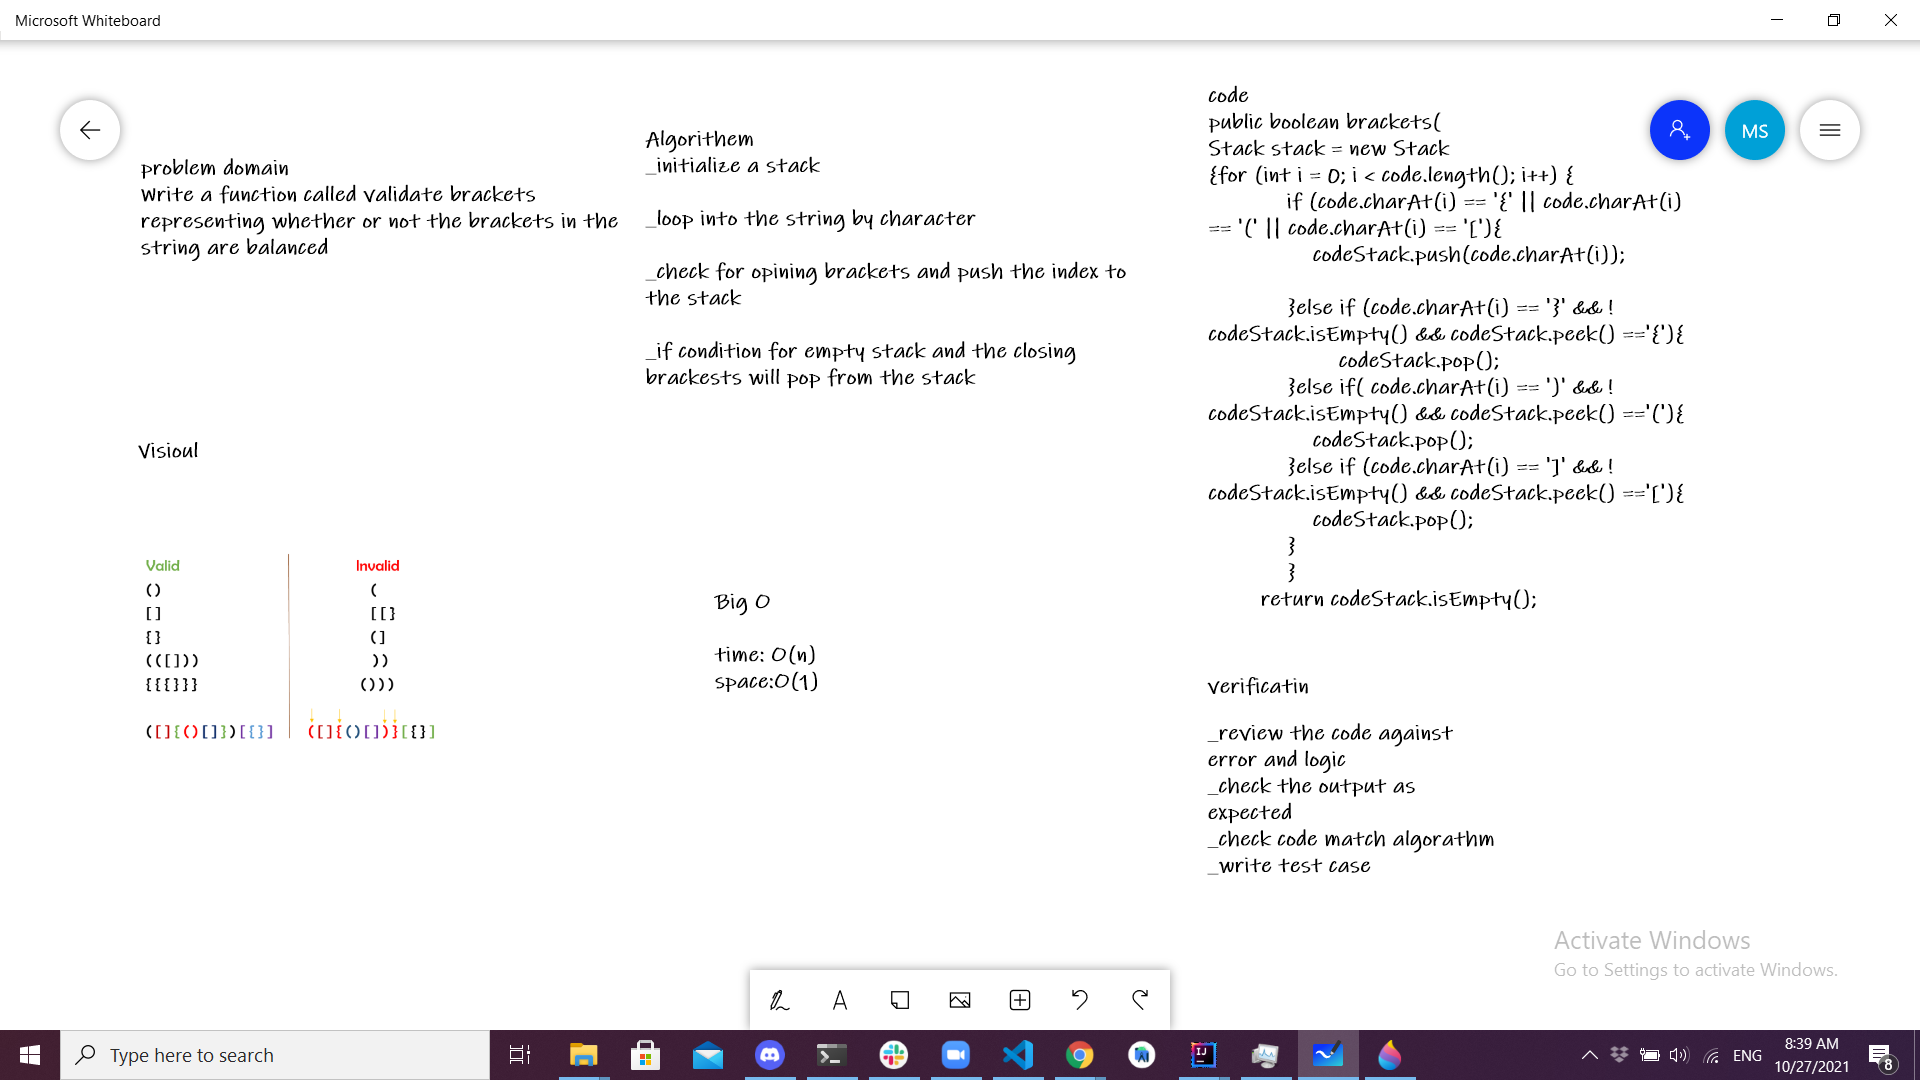 Microsoft Whiteboard
problem domain
Write a function called Validate brackets
representing whether or not the brackets in the
string are balanced
Visioul
Valid
()
[]
{}
(([]))
{{{}}}
([]{()[]})[{}]
Invalid
(
[[}
(]
))
()))
([]{()[])}[{}]
Algorithem
_initialize a stack
_loop into the string by character
_check for opining brackets and push the index to
the stack
_if condition for empty stack and the closing
brackests will pop from the stack
Big O
time: O(n)
space:O(1)
code
public boolean brackets(
Stack stack = new Stack
{for (int i = 0; i < code.length(); i++) {
if (code.charAt(i) == '{' || code.charAt(i)
== '(' || code.charAt(i) == '['){
codeStack.push(code.charAt(i));
}else if (code.charAt(i) == '}' && !
codeStack.isEmpty() && codeStack.peek() =='{'){
codeStack.pop();
}else if( code.charAt(i) == ')' && !
codeStack.isEmpty() && codeStack.peek() =='('){
codeStack.pop();
}else if (code.charAt(i) == ']' && !
codeStack.isEmpty() && codeStack.peek() =='['){
codeStack.pop();
}
}
return codeStack.isEmpty();
verificatin
_review the code against
error and logic
_check the output as
expected
_check code match algorathm
_write test case
MS
Activate Windows
Go to Settings to activate Windows.
Type here to search
ENG
8:39 AM
10/27/2021
8